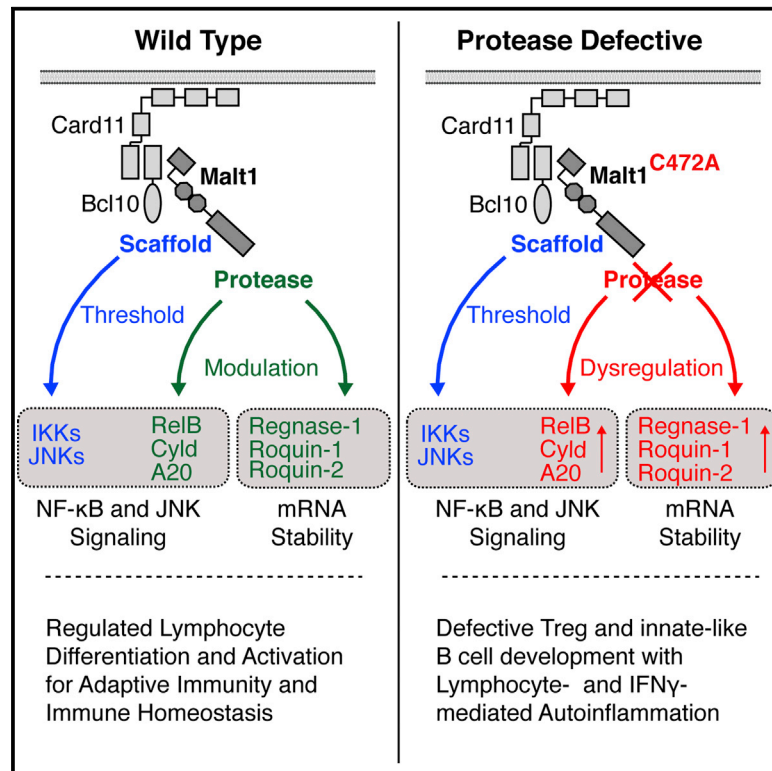 Wild Type
Card11
Malt1
Bcl10
Scaffold
Protease
Threshold
Modulation
IKKs
JNKs
RelB
Cyld
A20
Regnase-1
Roquin-1
Roquin-2
NF-κB and JNK
Signaling
mRNA
Stability
Regulated Lymphocyte
Differentiation and Activation
for Adaptive Immunity and
Immune Homeostasis
Protease Defective
Card11
Malt1 C472A
Bcl10
Scaffold
Protease
Threshold
Dysregulation
IKKs
JNKs
RelB
Cyld
A20
Regnase-1
Roquin-1
Roquin-2
NF-κB and JNK
Signaling
mRNA
Stability
Defective Treg and innate-like
B cell development with
Lymphocyte- and IFNγ-
mediated Autoinflammation